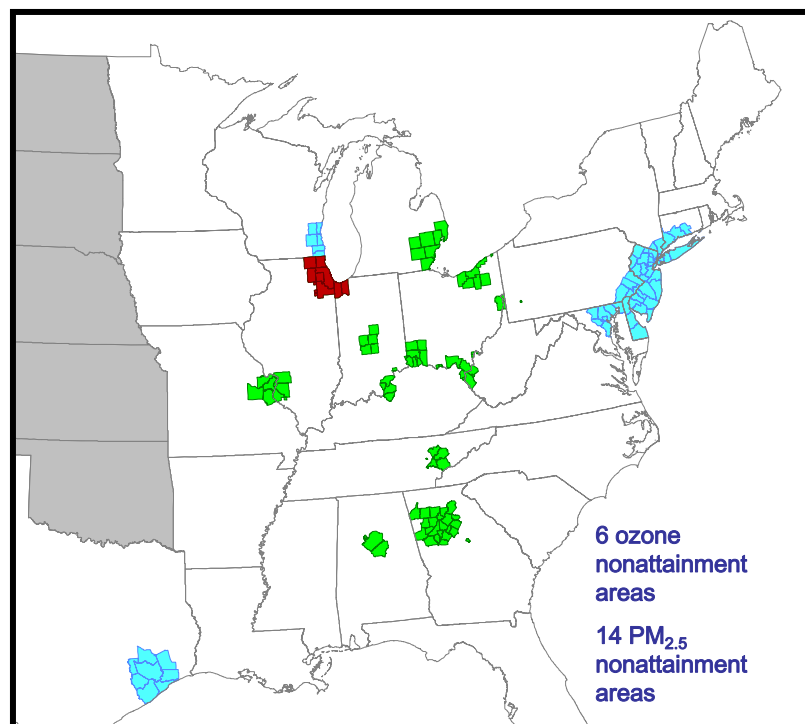 6 ozone
nonattainment
areas
14 PM₂.₅
nonattainment
areas